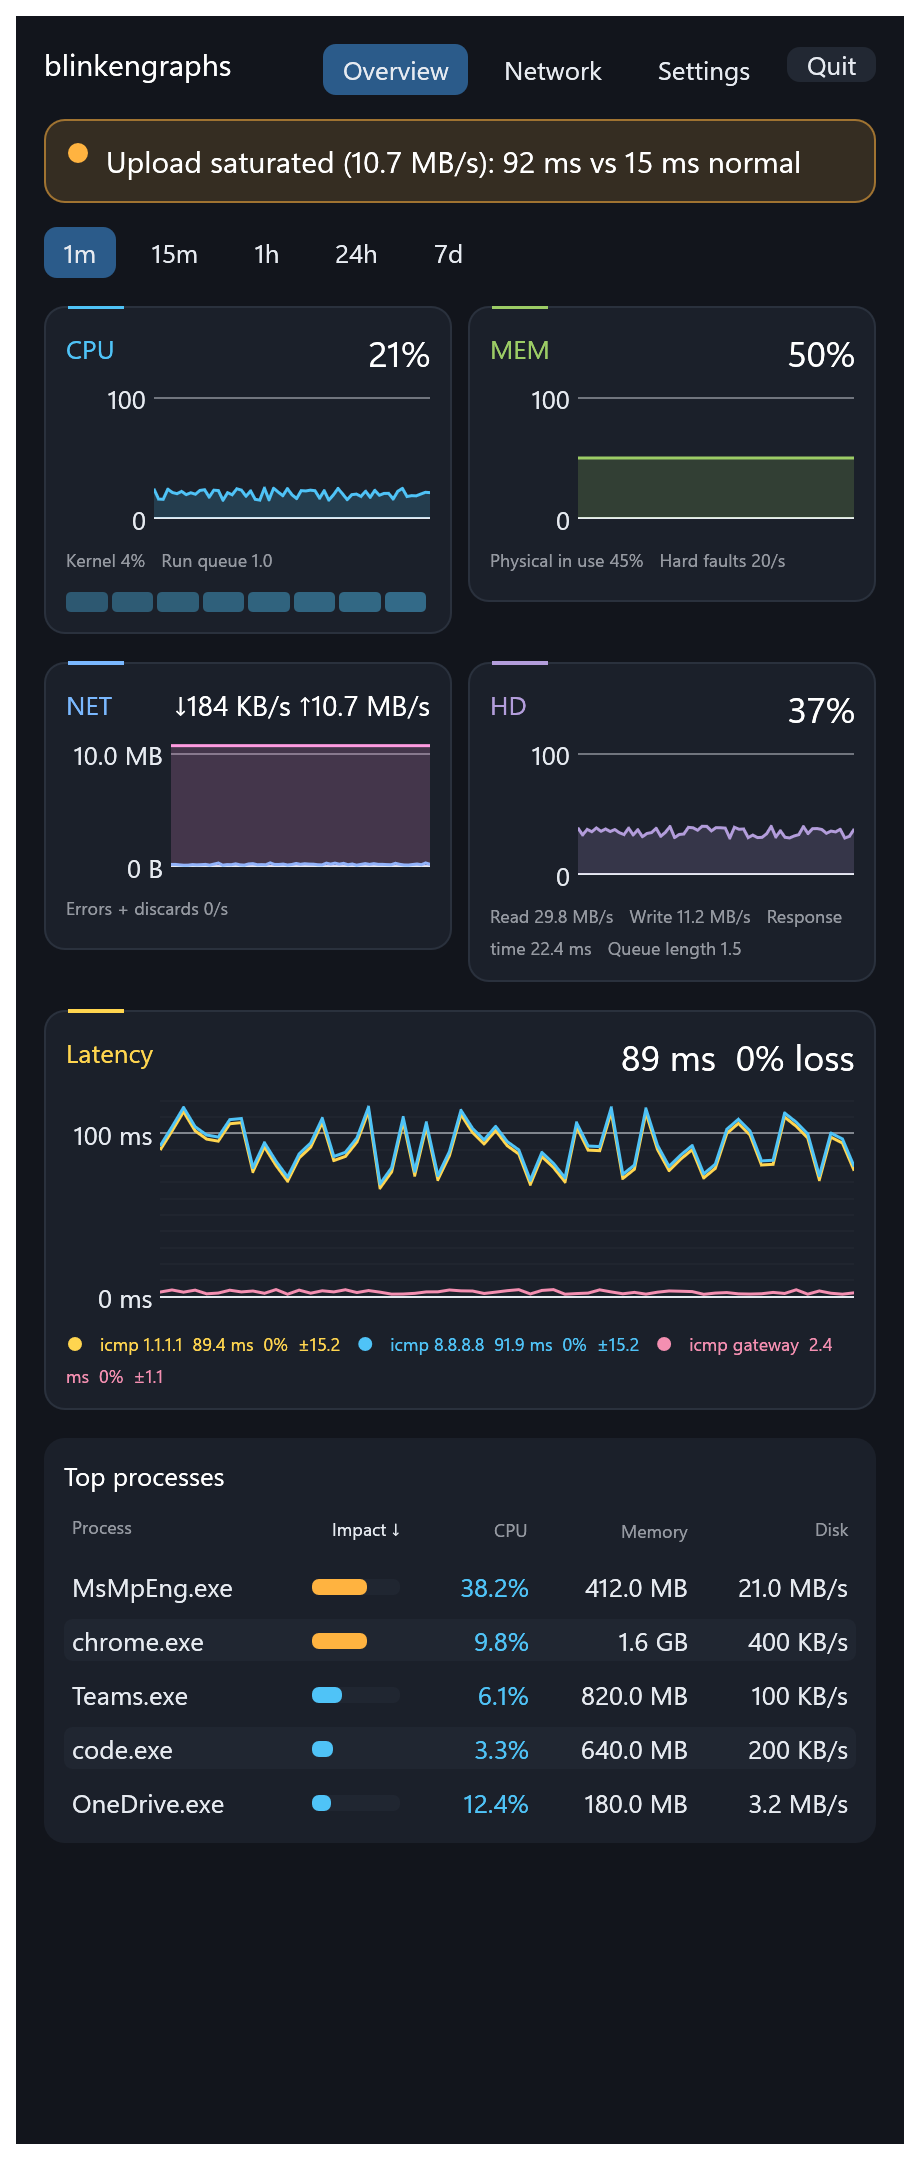 blinkengraphs Overview Network Settings Quit
Upload saturated (10.7 MB/s): 92 ms vs 15 ms normal
1m 15m 1h 24h 7d
CPU 21%
100
0
Kernel 4% Run queue 1.0
MEM 50%
100
0
Physical in use 45% Hard faults 20/s
NET ↓184 KB/s ↑10.7 MB/s
10.0 MB
0 B
Errors + discards 0/s
HD 37%
100
0
Read 29.8 MB/s Write 11.2 MB/s Response
time 22.4 ms Queue length 1.5
Latency 89 ms 0% loss
100 ms
0 ms
icmp 1.1.1.1 89.4 ms 0% ±15.2 icmp 8.8.8.8 91.9 ms 0% ±15.2 icmp gateway 2.4
ms 0% ±1.1
Top processes
Process Impact ↓ CPU Memory Disk
MsMpEng.exe 38.2% 412.0 MB 21.0 MB/s
chrome.exe 9.8% 1.6 GB 400 KB/s
Teams.exe 6.1% 820.0 MB 100 KB/s
code.exe 3.3% 640.0 MB 200 KB/s
OneDrive.exe 12.4% 180.0 MB 3.2 MB/s